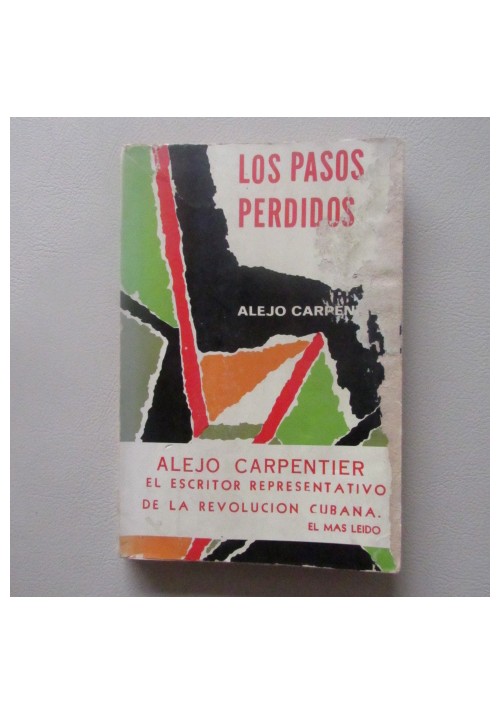 LOS PASOS
PERDIDOS
ALEJO CARPEN
ALEJO CARPENTIER
EL ESCRITOR REPRESENTATIVO
DE LA REVOLUCION CUBANA.
EL MAS LEIDO